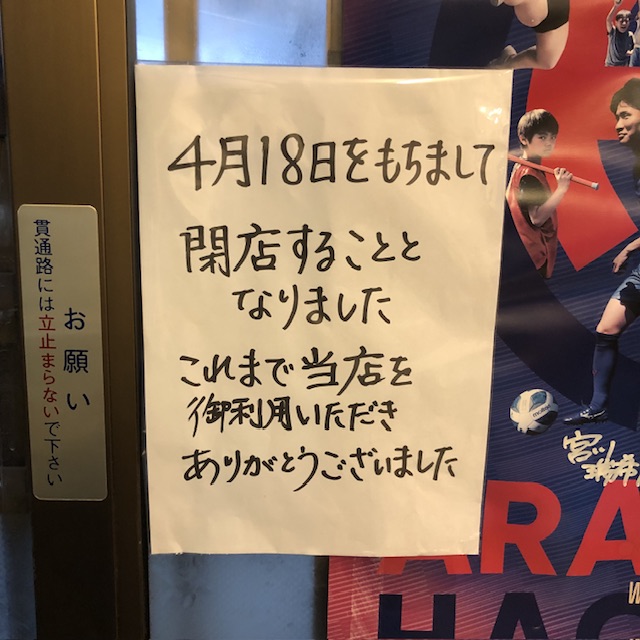 4月18日をもちまして
閉店することと
なりました
これまで当店を
御利用いただき
ありがとうございました
お願い
貫通路には立止まらないで下さい
molten
ARA
HAC
W